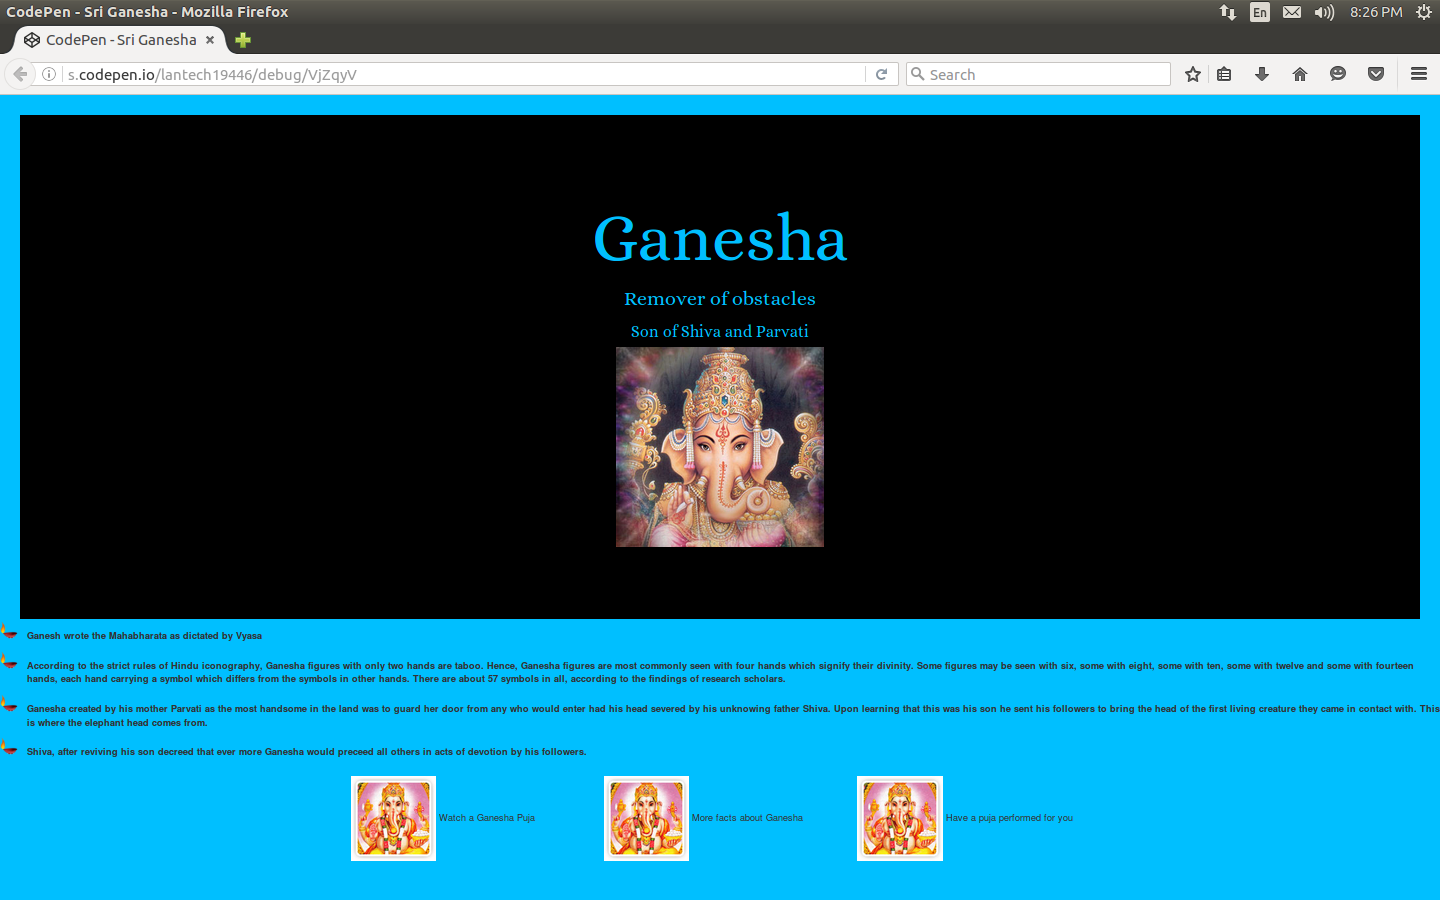 CodePen - Sri Ganesha - Mozilla Firefox
En
8:26 PM
CodePen - Sri Ganesha
s.codepen.io/lantech19446/debug/VjZqyV
Search
Ganesha
Remover of obstacles
Son of Shiva and Parvati
Ganesh wrote the Mahabharata as dictated by Vyasa
According to the strict rules of Hindu iconography, Ganesha figures with only two hands are taboo. Hence, Ganesha figures are most commonly seen with four hands which signify their divinity. Some figures may be seen with six, some with eight, some with ten, some with twelve and some with fourteen
hands, each hand carrying a symbol which differs from the symbols in other hands. There are about 57 symbols in all, according to the findings of research scholars.
Ganesha created by his mother Parvati as the most handsome in the land was to guard her door from any who would enter had his head severed by his unknowing father Shiva. Upon learning that this was his son he sent his followers to bring the head of the first living creature they came in contact with. This
is where the elephant head comes from.
Shiva, after reviving his son decreed that ever more Ganesha would preceed all others in acts of devotion by his followers.
Watch a Ganesha Puja
More facts about Ganesha
Have a puja performed for you